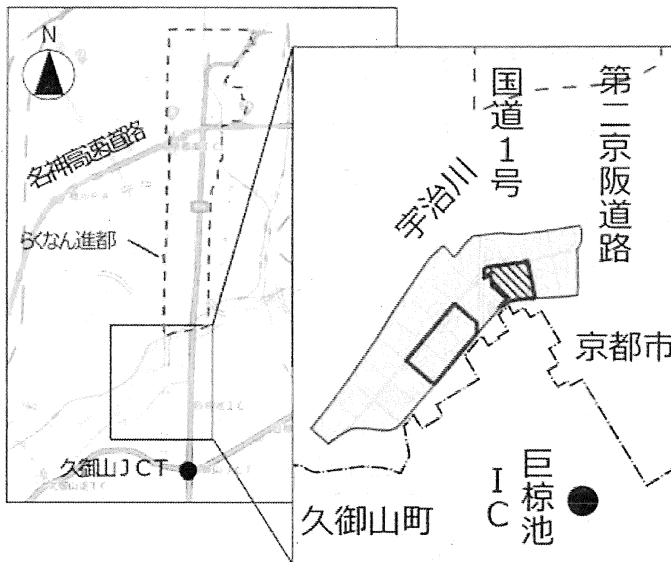 N
名神高速道路
らくなん進都
久御山JCT
国道1号
第二京阪道路
宇治川
京都市
巨椋池IC
久御山町